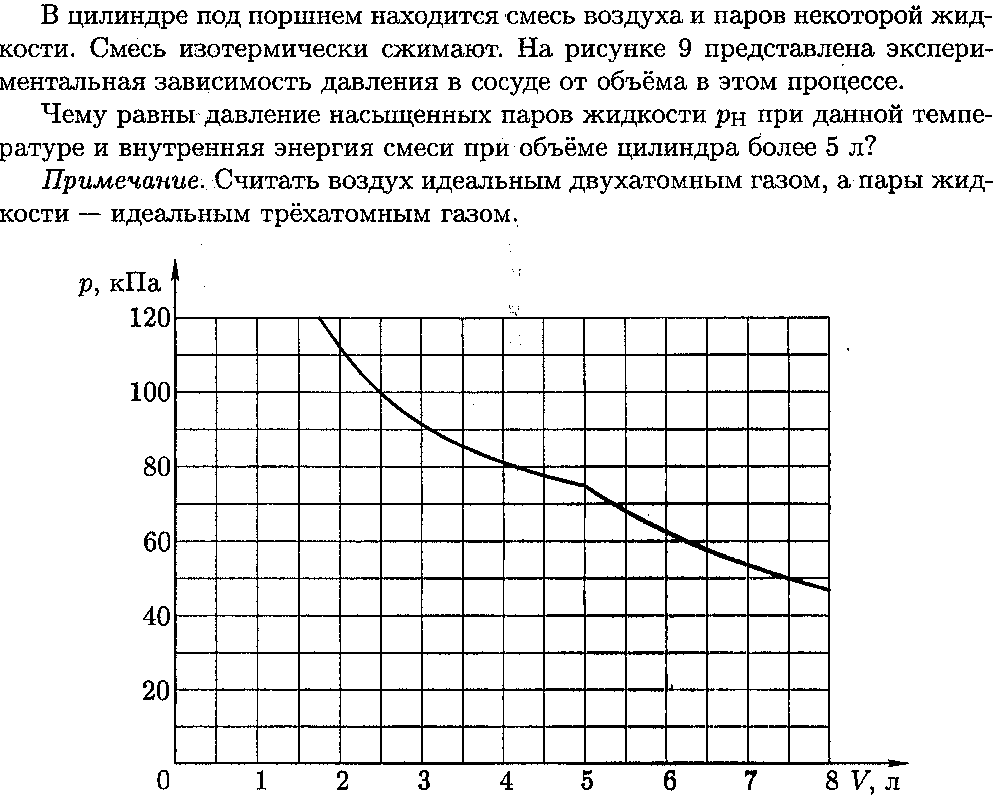 В цилиндре под поршнем находится смесь воздуха и паров некоторой жид-
кости. Смесь изотермически сжимают. На рисунке 9 представлена экспери-
ментальная зависимость давления в сосуде от объёма в этом процессе.
Чему равны давление насыщенных паров жидкости pн при данной темпе-
ратуре и внутренняя энергия смеси при объёме цилиндра более 5 л?
Примечание. Считать воздух идеальным двухатомным газом, а пары жид-
кости — идеальным трёхатомным газом.
p, кПа
120
100
80
60
40
20
0 1 2 3 4 5 6 7 8 V, л